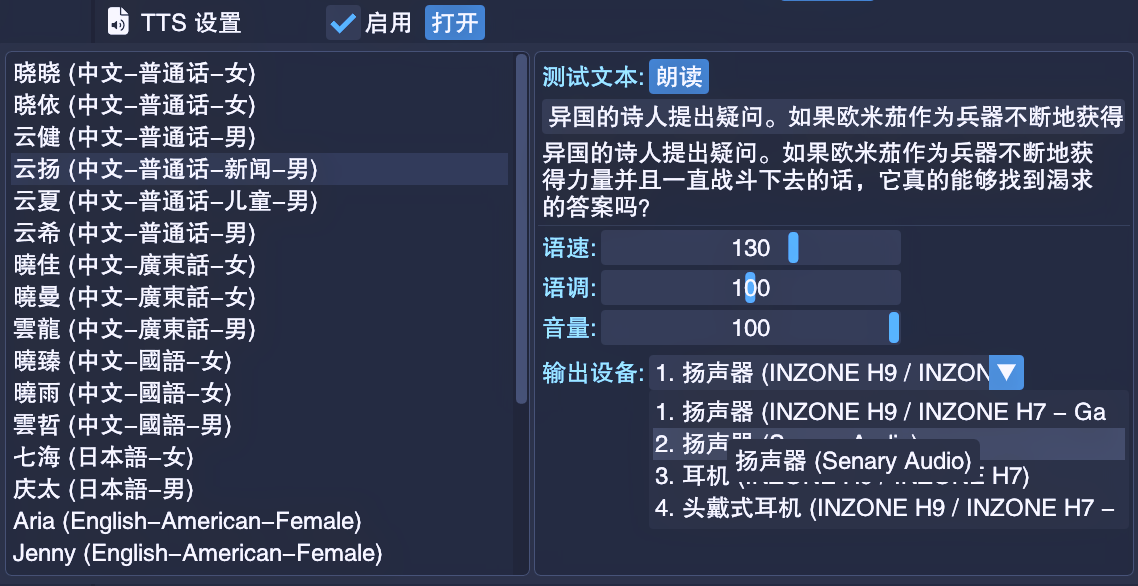 TTS 设置 启用 打开
晓晓 (中文-普通话-女)
晓依 (中文-普通话-女)
云健 (中文-普通话-男)
云扬 (中文-普通话-新闻-男)
云夏 (中文-普通话-儿童-男)
云希 (中文-普通话-男)
曉佳 (中文-廣東話-女)
曉曼 (中文-廣東話-女)
雲龍 (中文-廣東話-男)
曉臻 (中文-國語-女)
曉雨 (中文-國語-女)
雲哲 (中文-國語-男)
七海 (日本語-女)
庆太 (日本語-男)
Aria (English-American-Female)
Jenny (English-American-Female)
测试文本: 朗读
异国的诗人提出疑问。如果欧米茄作为兵器不断地获得
异国的诗人提出疑问。如果欧米茄作为兵器不断地获
得力量并且一直战斗下去的话，它真的能够找到渴求
的答案吗?
语速: 130
语调: 100
音量: 100
输出设备: 1. 扬声器 (INZONE H9 / INZON
1. 扬声器 (INZONE H9 / INZONE H7 - Ga
2. 扬声器 (Senary Audio)
扬声器 (Senary Audio)
3. 耳机 (INZONE H9 / INZONE H7)
4. 头戴式耳机 (INZONE H9 / INZONE H7 -